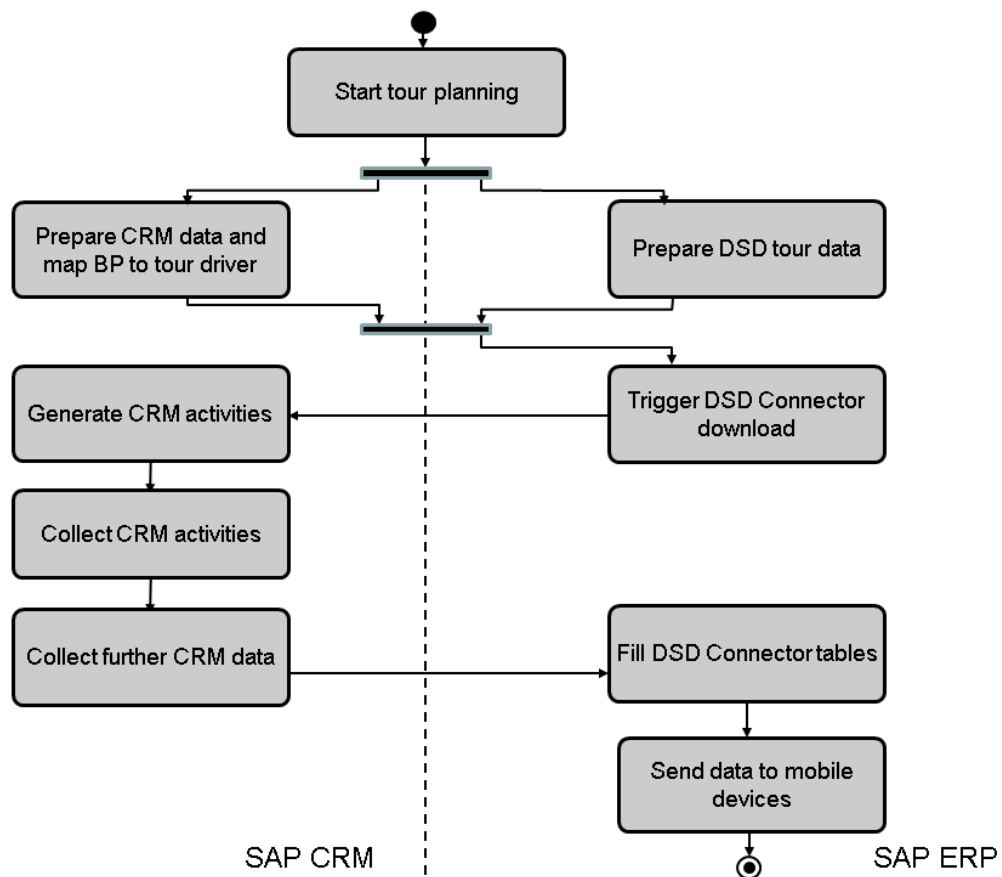 Start tour planning
Prepare CRM data and
map BP to tour driver
Prepare DSD tour data
Generate CRM activities
Trigger DSD Connector
download
Collect CRM activities
Collect further CRM data
Fill DSD Connector tables
Send data to mobile
devices
SAP CRM
SAP ERP